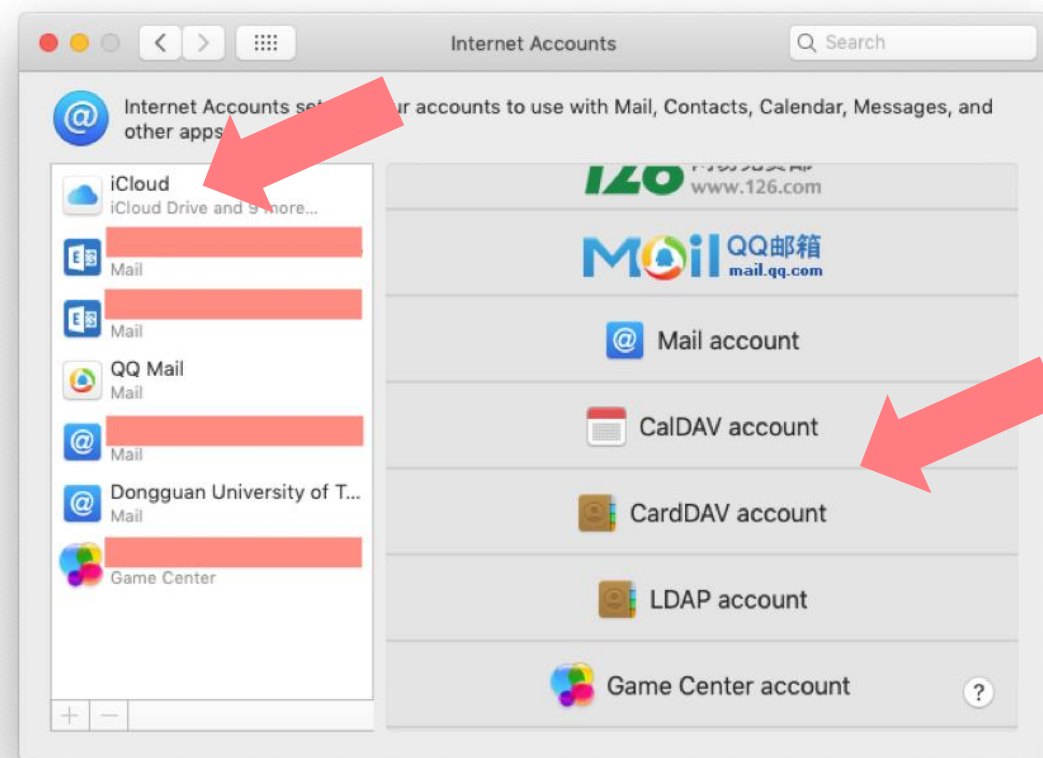 Internet Accounts
Search
Internet Accounts ur accounts to use with Mail, Contacts, Calendar, Messages, and
other apps
iCloud
iCloud Drive and 9 more...
Mail
Mail
QQ Mail
Mail
Mail
Dongguan University of T...
Mail
Game Center
126
www.126.com
Mail QQ邮箱
mail.qq.com
Mail account
CalDAV account
CardDAV account
LDAP account
Game Center account
?